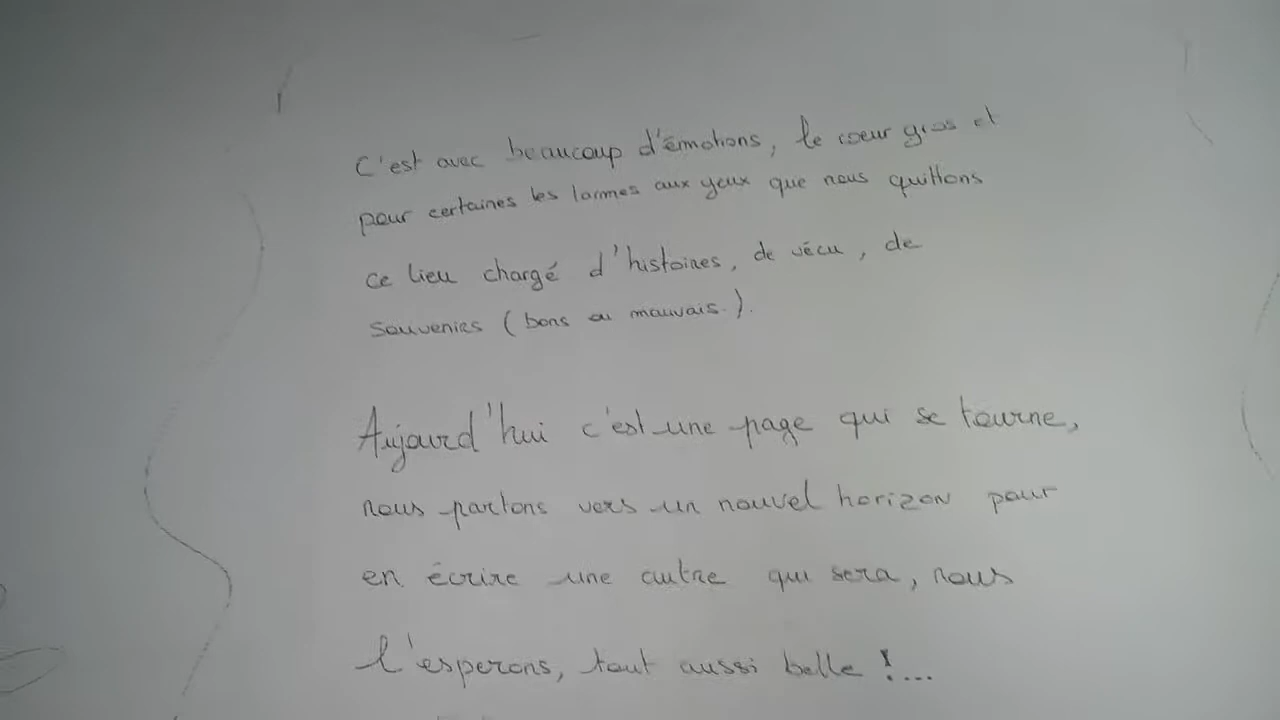 C'est avec beaucoup d'émotions, le coeur gros et
pour certaines les larmes aux yeux que nous quittons
ce lieu chargé d'histoires, de vécu, de
souvenirs (bons ou mauvais.).
Aujourd'hui c'est une page qui se tourne,
nous partons vers un nouvel horizon pour
en écrire une autre qui sera, nous
l'esperons, tout aussi belle !...